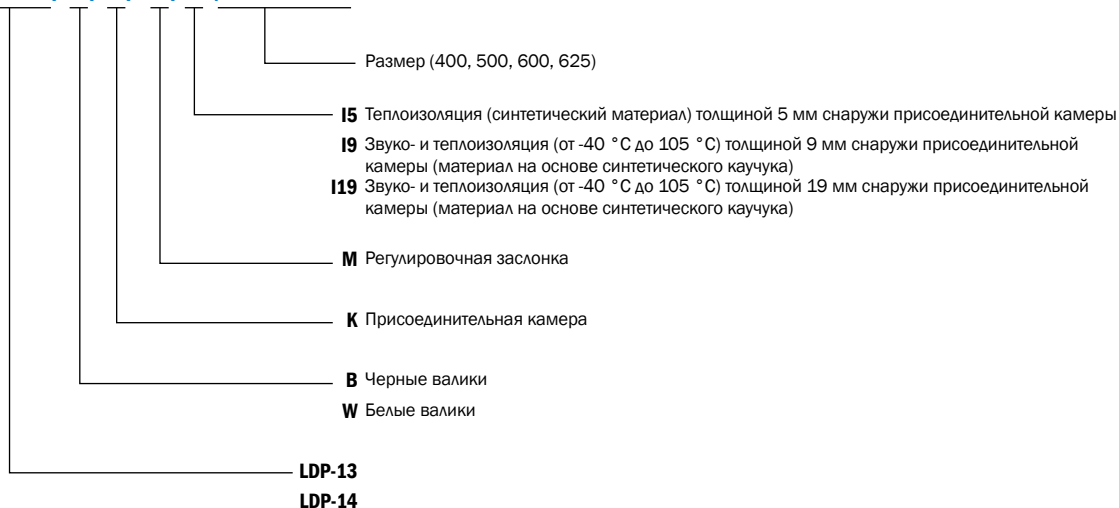 Размер (400, 500, 600, 625)
I5 Теплоизоляция (синтетический материал) толщиной 5 мм снаружи присоединительной камеры
I9 Звуко- и теплоизоляция (от -40 °C до 105 °C) толщиной 9 мм снаружи присоединительной
камеры (материал на основе синтетического каучука)
I19 Звуко- и теплоизоляция (от -40 °C до 105 °C) толщиной 19 мм снаружи присоединительной
камеры (материал на основе синтетического каучука)
M Регулировочная заслонка
K Присоединительная камера
B Черные валики
W Белые валики
LDP-13
LDP-14